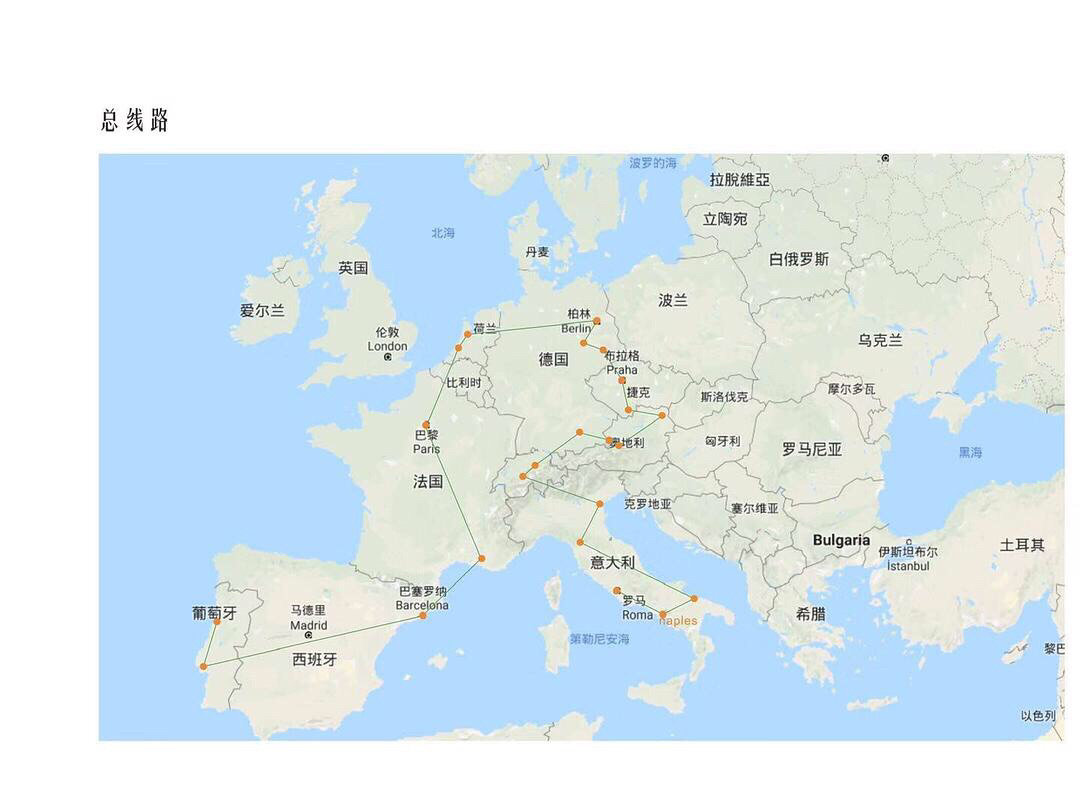 总线路
波罗的海
拉脫維亞
北海
立陶宛
丹麦
白俄罗斯
英国
波兰
爱尔兰
柏林
Berlin
荷兰
伦敦
London
乌克兰
德国
布拉格
Praha
比利时
捷克
斯洛伐克
摩尔多瓦
巴黎
Paris
奥地利
匈牙利
罗马尼亚
黑海
法国
克罗地亚
塞尔维亚
Bulgaria
土耳其
伊斯坦布尔
İstanbul
意大利
巴塞罗纳
Barcelona
罗马
Roma
naples
葡萄牙
马德里
Madrid
希腊
第勒尼安海
西班牙
黎巴
以色列